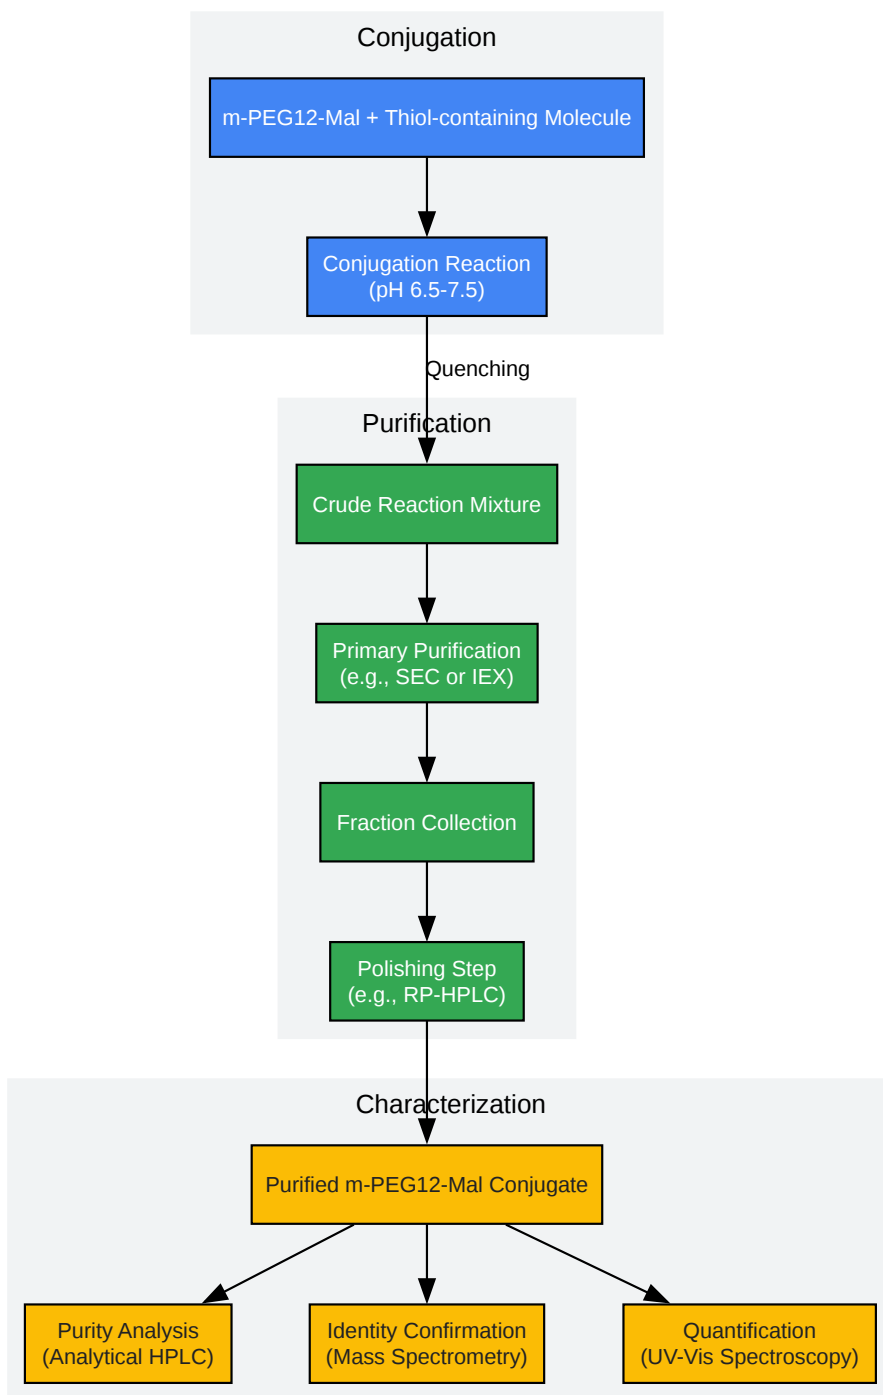 Conjugation
m-PEG12-Mal + Thiol-containing Molecule
Conjugation Reaction
(pH 6.5-7.5)
Quenching
Purification
Crude Reaction Mixture
Primary Purification
(e.g., SEC or IEX)
Fraction Collection
Polishing Step
(e.g., RP-HPLC)
Characterization
Purified m-PEG12-Mal Conjugate
Purity Analysis
(Analytical HPLC)
Identity Confirmation
(Mass Spectrometry)
Quantification
(UV-Vis Spectroscopy)